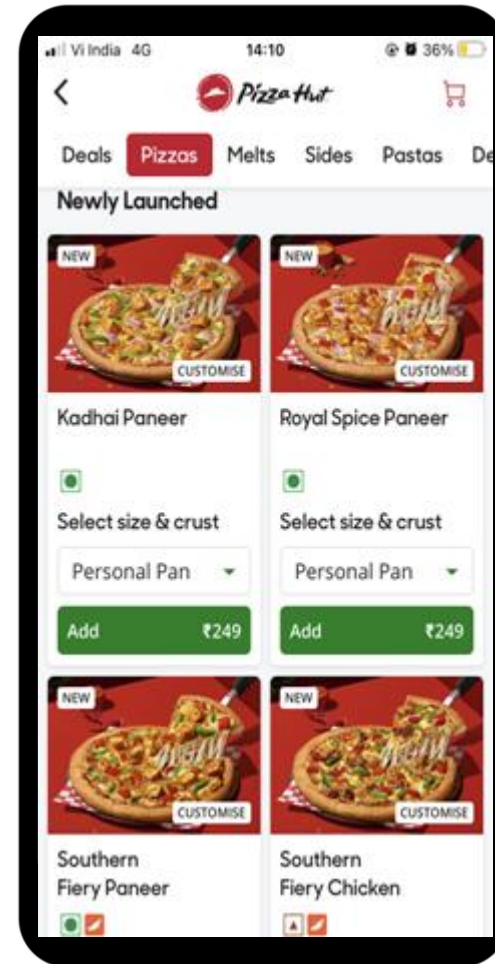 Vi India 4G 14:10 36%
Pizza Hut
Deals Pizzas Melts Sides Pastas De
Newly Launched
NEW NEW
CUSTOMISE CUSTOMISE
Kadhai Paneer Royal Spice Paneer
Select size & crust Select size & crust
Personal Pan Personal Pan
Add ₹249 Add ₹249
NEW NEW
CUSTOMISE CUSTOMISE
Southern Southern
Fiery Paneer Fiery Chicken